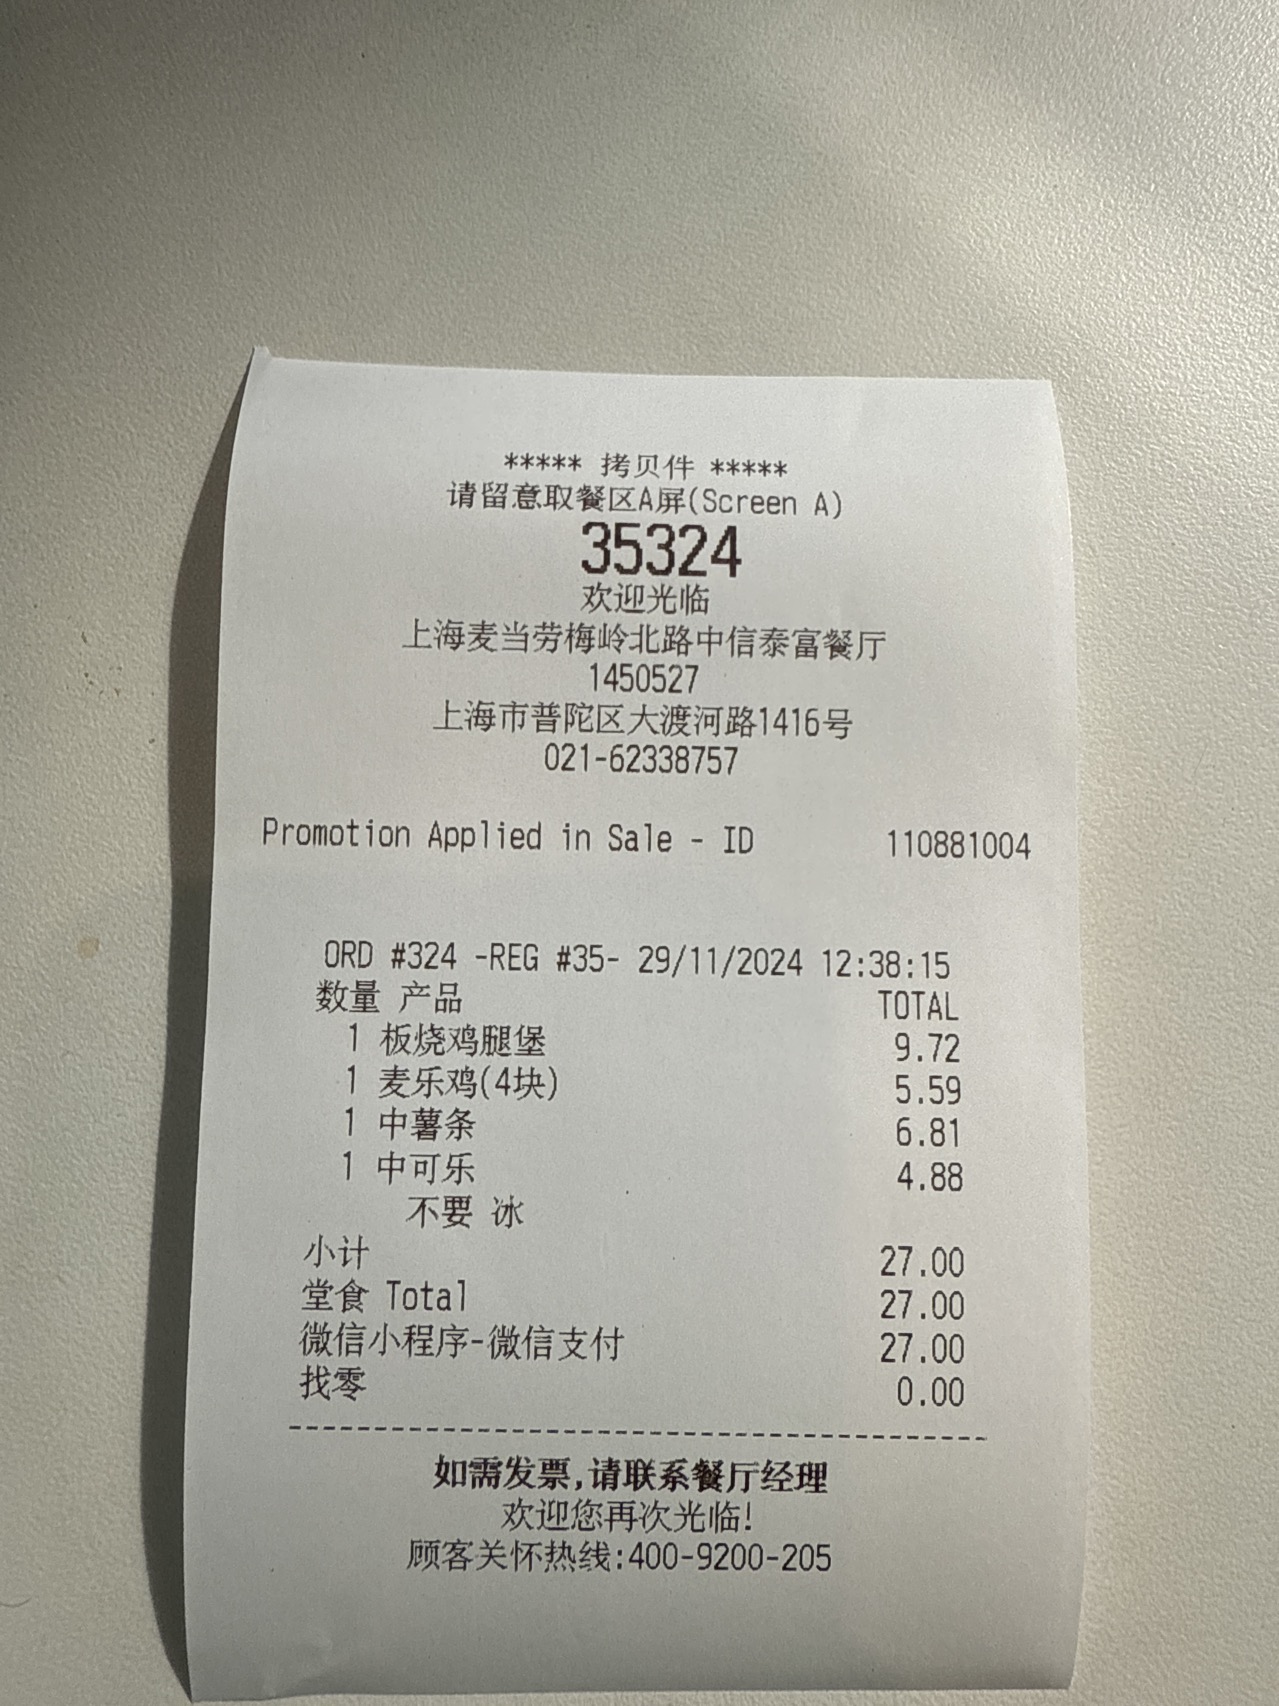 ***** 拷贝件 *****
请留意取餐区A屏(Screen A)
35324
欢迎光临
上海麦当劳梅岭北路中信泰富餐厅
1450527
上海市普陀区大渡河路1416号
021-62338757
Promotion Applied in Sale - ID 110881004
ORD #324 -REG #35- 29/11/2024 12:38:15
数量 产品 TOTAL
1 板烧鸡腿堡 9.72
1 麦乐鸡(4块) 5.59
1 中薯条 6.81
1 中可乐 4.88
不要 冰
小计 27.00
堂食 Total 27.00
微信小程序-微信支付 27.00
找零 0.00
如需发票,请联系餐厅经理
欢迎您再次光临!
顾客关怀热线:400-9200-205